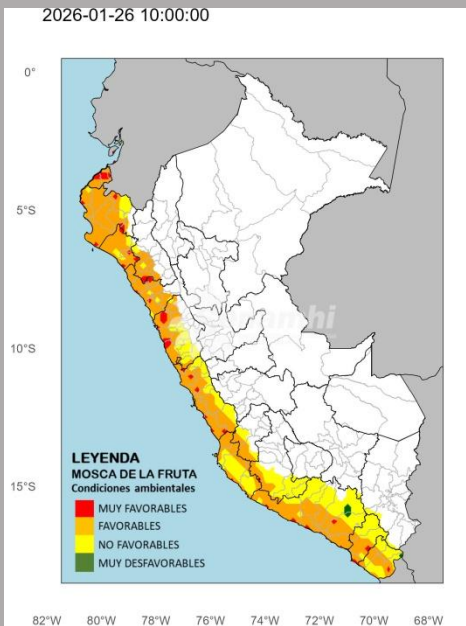 2026-01-26 10:00:00
0°
5°S
10°S
15°S
LEYENDA
MOSCA DE LA FRUTA
Condiciones ambientales
MUY FAVORABLES
FAVORABLES
NO FAVORABLES
MUY DESFAVORABLES
82°W 80°W 78°W 76°W 74°W 72°W 70°W 68°W